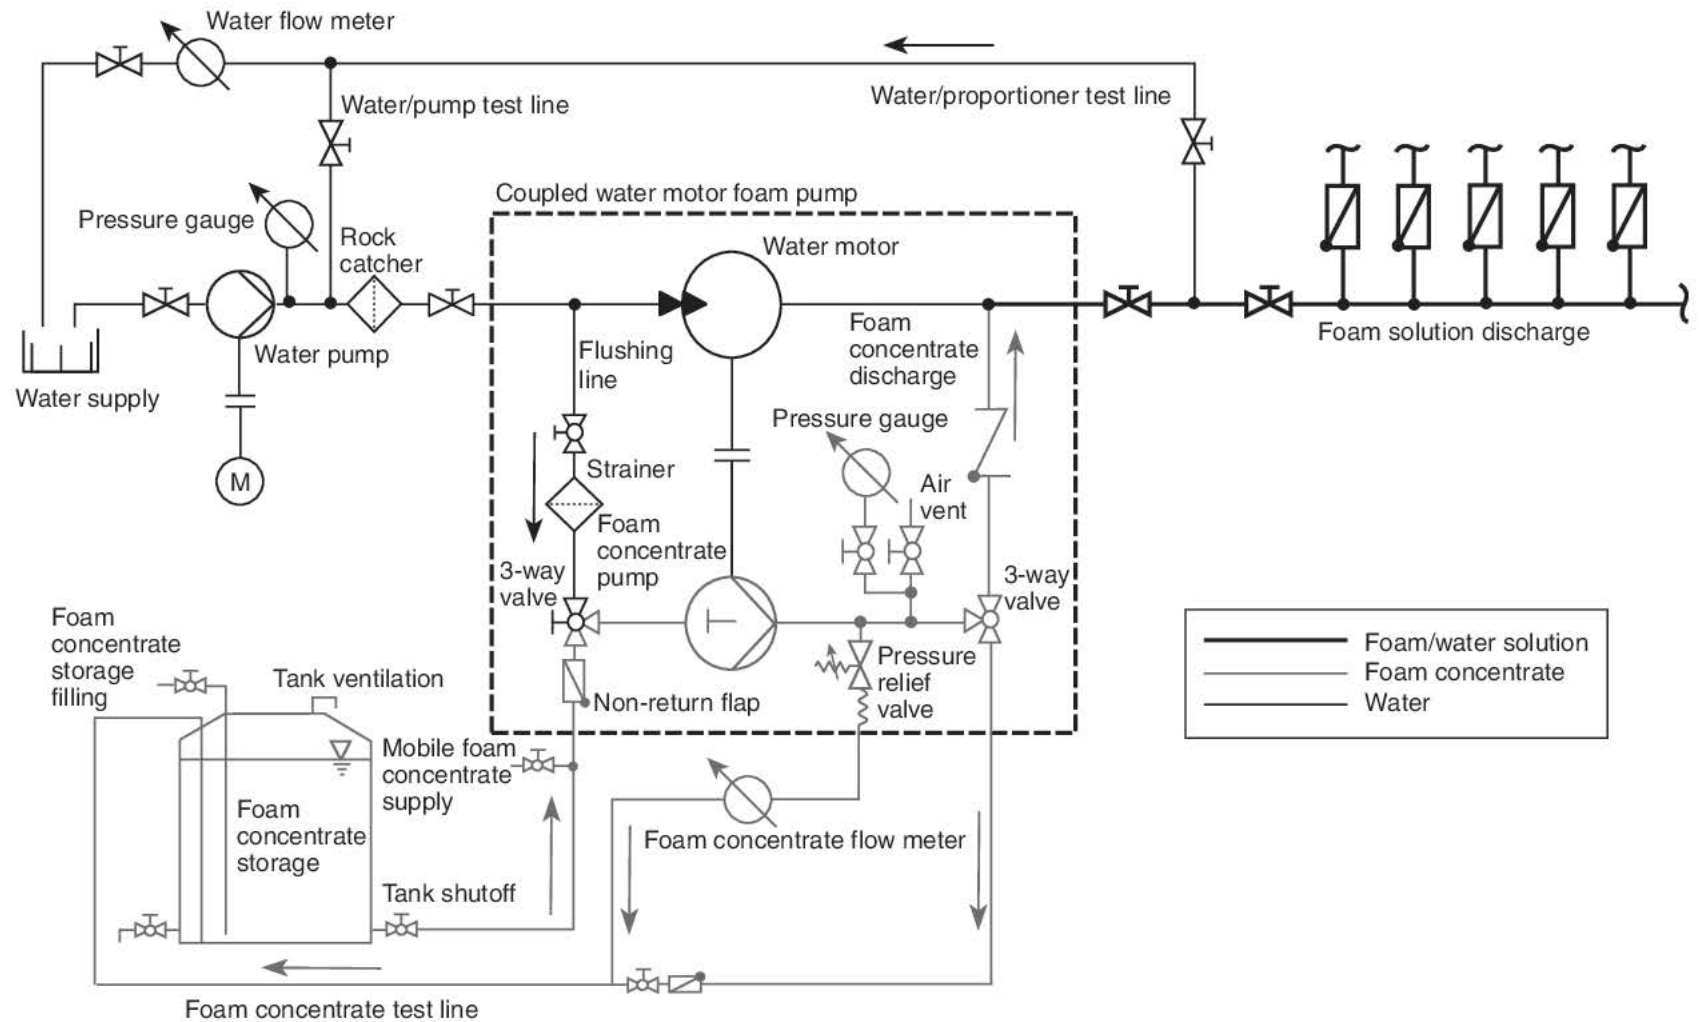 Water flow meter
Water/pump test line
Water/proportioner test line
Coupled water motor foam pump
Pressure gauge
Rock
catcher
Water motor
Water pump
Water supply
M
Flushing
line
Foam
concentrate
discharge
Foam solution discharge
Pressure gauge
Strainer
Air
vent
Foam
concentrate
pump
3-way
valve
3-way
valve
Foam
concentrate
storage
filling
Tank ventilation
Non-return flap
Pressure
relief
valve
Foam/water solution
Foam concentrate
Water
Mobile foam
concentrate
supply
Foam
concentrate
storage
Foam concentrate flow meter
Tank shutoff
Foam concentrate test line